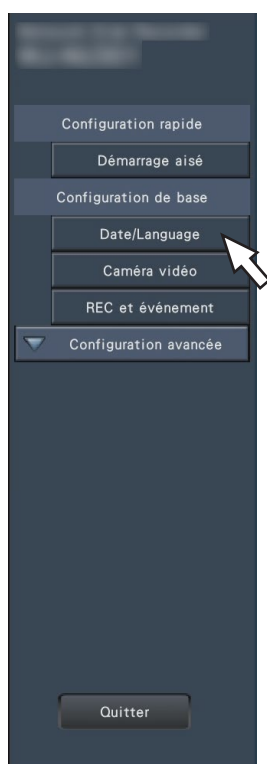 Configuration rapide
Démarrage aisé
Configuration de base
Date/Language
Caméra vidéo
REC et événement
Configuration avancée
Quitter